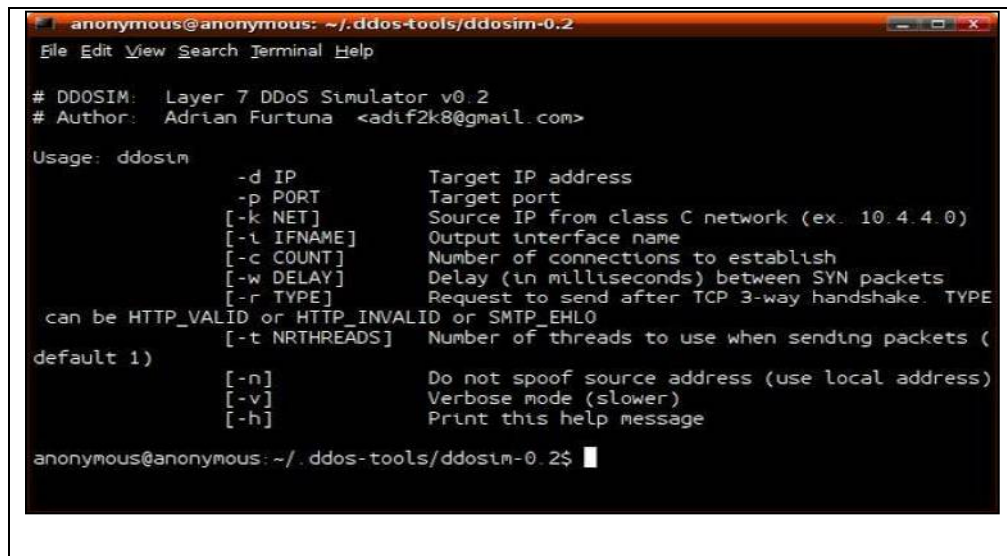 anonymous@anonymous: ~/.ddos-tools/ddosim-0.2
File Edit View Search Terminal Help
# DDOSIM: Layer 7 DDoS Simulator v0.2
# Author: Adrian Furtuna <adif2k8@gmail.com>
Usage: ddosim
-d IP Target IP address
-p PORT Target port
[-k NET] Source IP from class C network (ex. 10.4.4.0)
[-i IFNAME] Output interface name
[-c COUNT] Number of connections to establish
[-w DELAY] Delay (in milliseconds) between SYN packets
[-r TYPE] Request to send after TCP 3-way handshake. TYPE
can be HTTP_VALID or HTTP_INVALID or SMTP_EHLO
[-t NRTHREADS] Number of threads to use when sending packets (
default 1)
[-n] Do not spoof source address (use local address)
[-v] Verbose mode (slower)
[-h] Print this help message
anonymous@anonymous:~/.ddos-tools/ddosim-0.2$